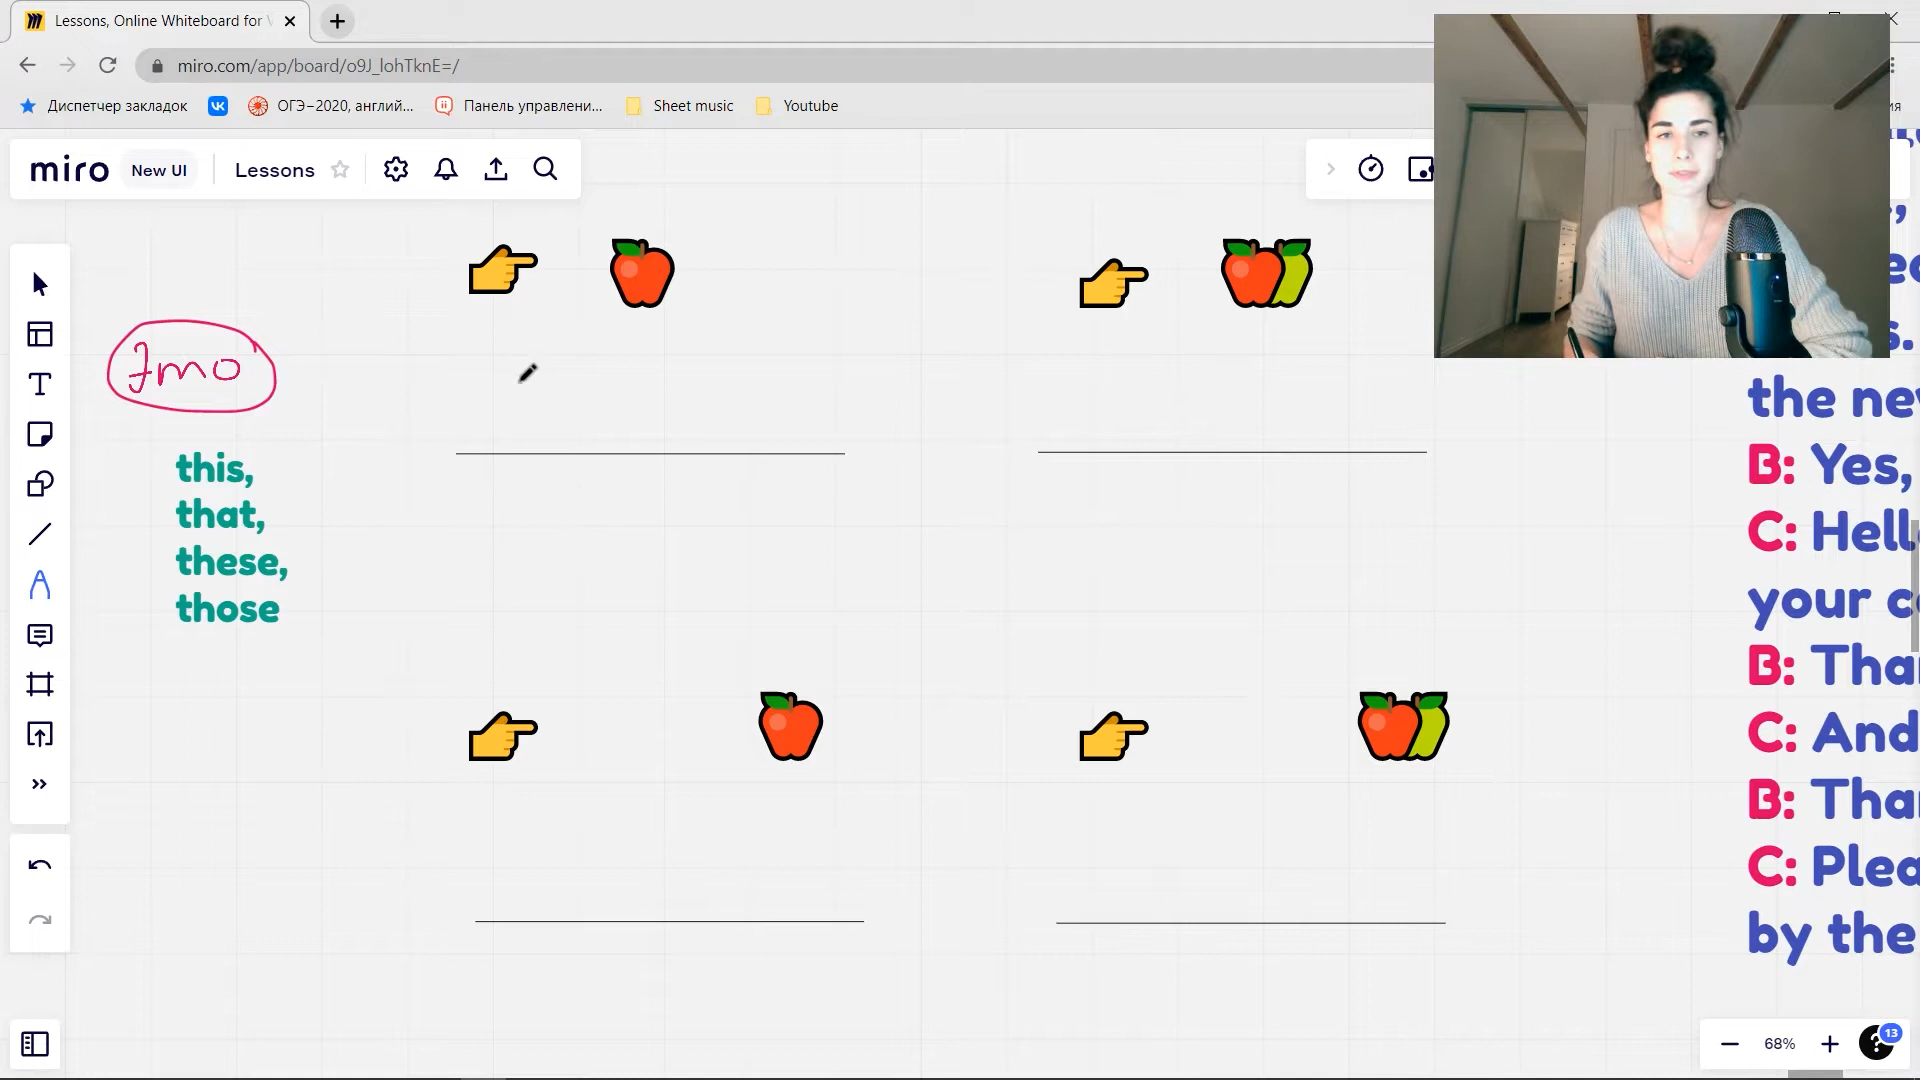 Lessons, Online Whiteboard for
miro.com/app/board/o9J_lohTknE=/
Диспетчер закладок
ОГЭ-2020, англий...
Панель управлени...
Sheet music
Youtube
miro
New UI
Lessons
Это
this,
that,
these,
those
the ne
B: Yes,
C: Hell
your c
B: Tha
C: And
B: Tha
C: Plea
by the
68%
13